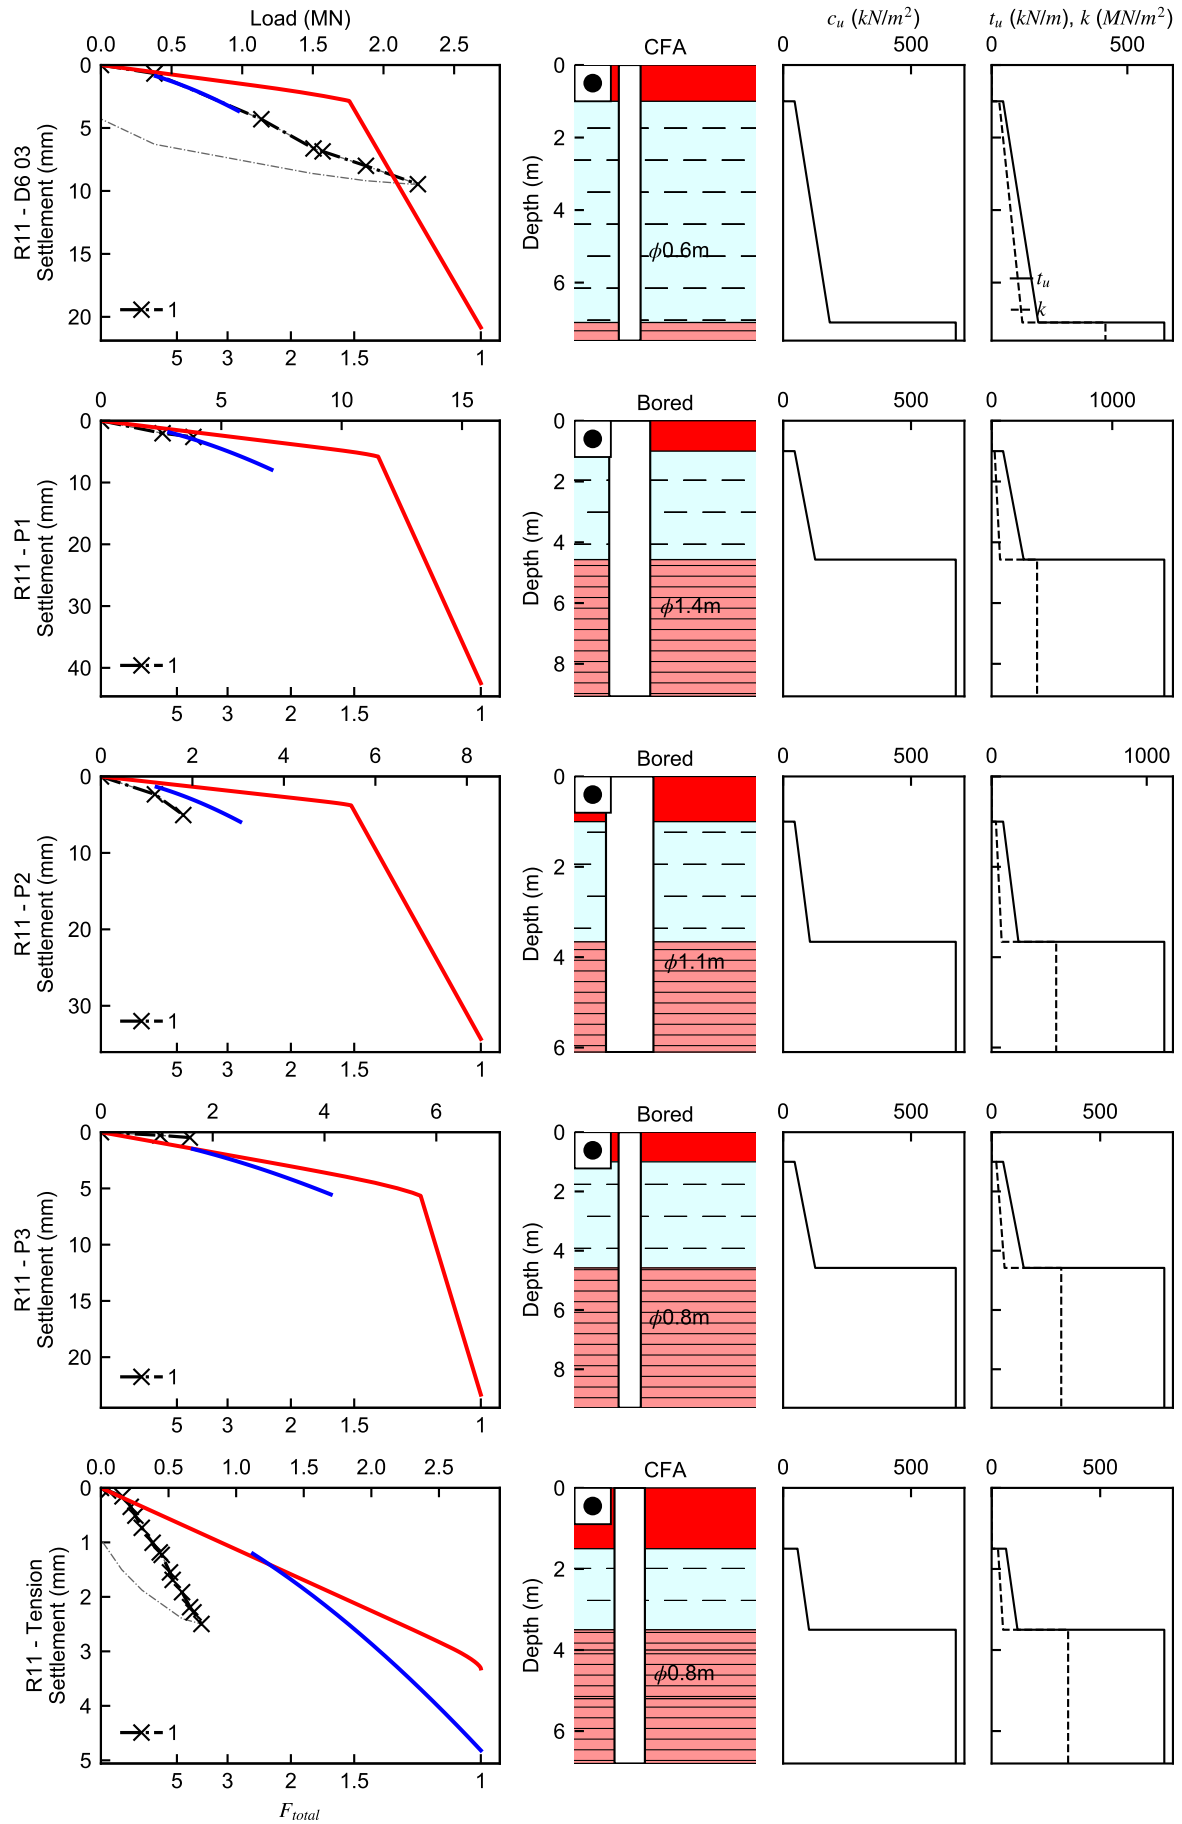 Load (MN)
0.0 0.5 1.0 1.5 2.0 2.5
R11 - D6 03
Settlement (mm)
0
5
10
15
20
1
5 3 2 1.5 1
CFA
Depth (m)
0
2
4
6
ϕ0.6m
c_u (kN/m²)
0 500
t_u (kN/m), k (MN/m²)
0 500
t_u
k
0 5 10 15
R11 - P1
Settlement (mm)
0
10
20
30
40
1
5 3 2 1.5 1
Bored
Depth (m)
0
2
4
6
8
ϕ1.4m
0 500
0 1000
0 2 4 6 8
R11 - P2
Settlement (mm)
0
10
20
30
1
5 3 2 1.5 1
Bored
Depth (m)
0
2
4
6
ϕ1.1m
0 500
0 1000
0 2 4 6
R11 - P3
Settlement (mm)
0
5
10
15
20
1
5 3 2 1.5 1
Bored
Depth (m)
0
2
4
6
8
ϕ0.8m
0 500
0 500
0.0 0.5 1.0 1.5 2.0 2.5
R11 - Tension
Settlement (mm)
0
1
2
3
4
5
1
5 3 2 1.5 1
F_total
CFA
Depth (m)
0
2
4
6
ϕ0.8m
0 500
0 500